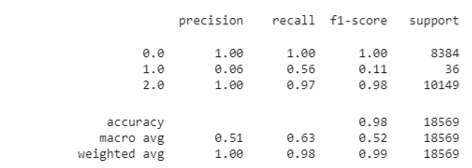 precision recall f1-score support
0.0 1.00 1.00 1.00 8384
1.0 0.06 0.56 0.11 36
2.0 1.00 0.97 0.98 10149
accuracy 0.98 18569
macro avg 0.51 0.63 0.52 18569
weighted avg 1.00 0.98 0.99 18569